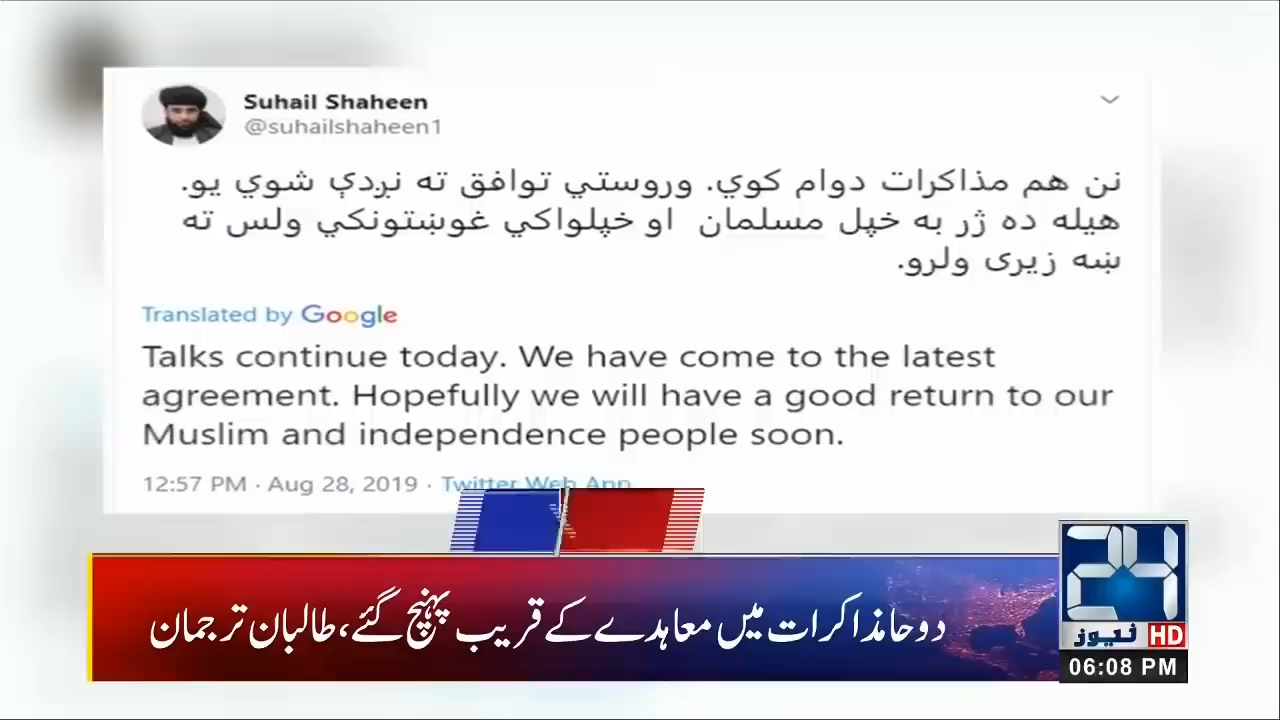 Suhail Shaheen
@suhailshaheen1
نن هم مذاکرات دوام کوي. وروستي توافق ته نږدې شوي یو.
هیله ده ژر به خپل مسلمان او خپلواکي غوښتونکي ولس ته
ښه زیری ولرو.
Translated by Google
Talks continue today. We have come to the latest
agreement. Hopefully we will have a good return to our
Muslim and independence people soon.
12:57 PM · Aug 28, 2019 · Twitter Web App
دوحا مذاکرات میں معاہدے کے قریب پہنچ گئے، طالبان ترجمان
24
نیوز HD
06:08 PM